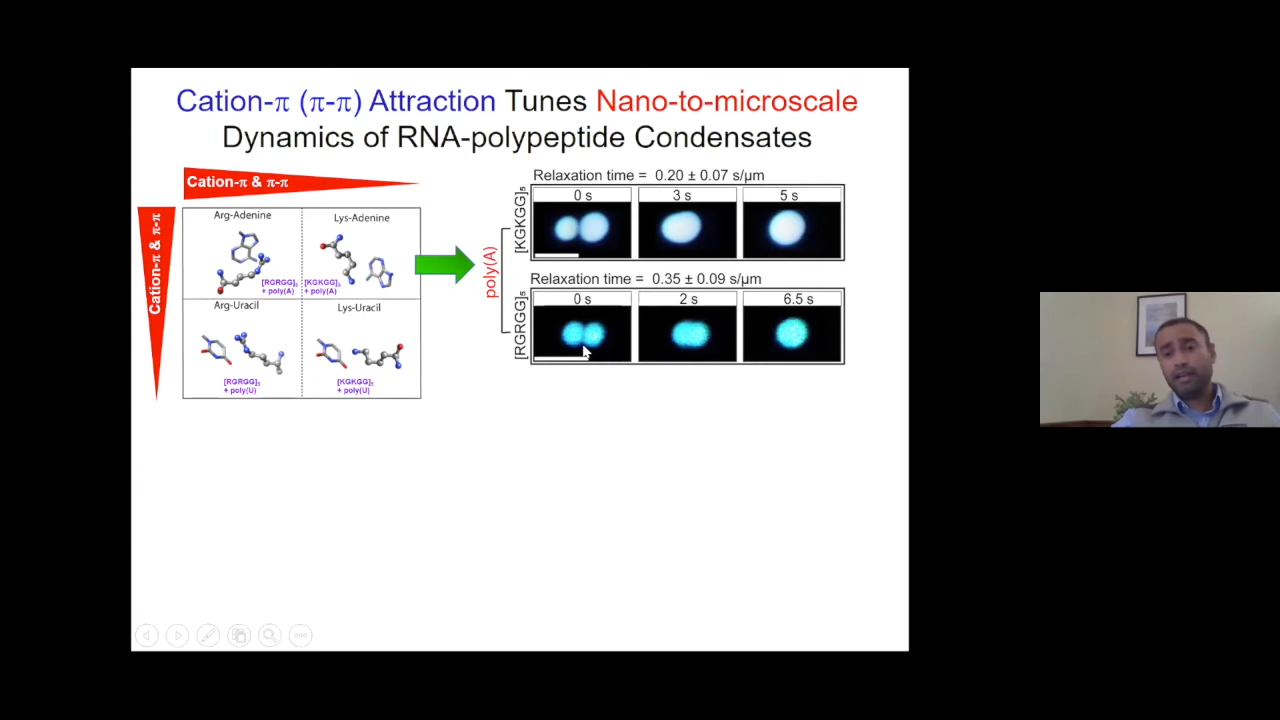 Cation-π (π-π) Attraction Tunes Nano-to-microscale
Dynamics of RNA-polypeptide Condensates
Cation-π & π-π
Cation-π & π-π
Arg-Adenine
Lys-Adenine
[RGRGG]₅
+ poly(A)
[KGKGG]₅
+ poly(A)
Arg-Uracil
Lys-Uracil
[RGRGG]₅
+ poly(U)
[KGKGG]₅
+ poly(U)
poly(A)
Relaxation time = 0.20 ± 0.07 s/μm
[KGKGG]₅
0 s
3 s
5 s
Relaxation time = 0.35 ± 0.09 s/μm
[RGRGG]₅
0 s
2 s
6.5 s